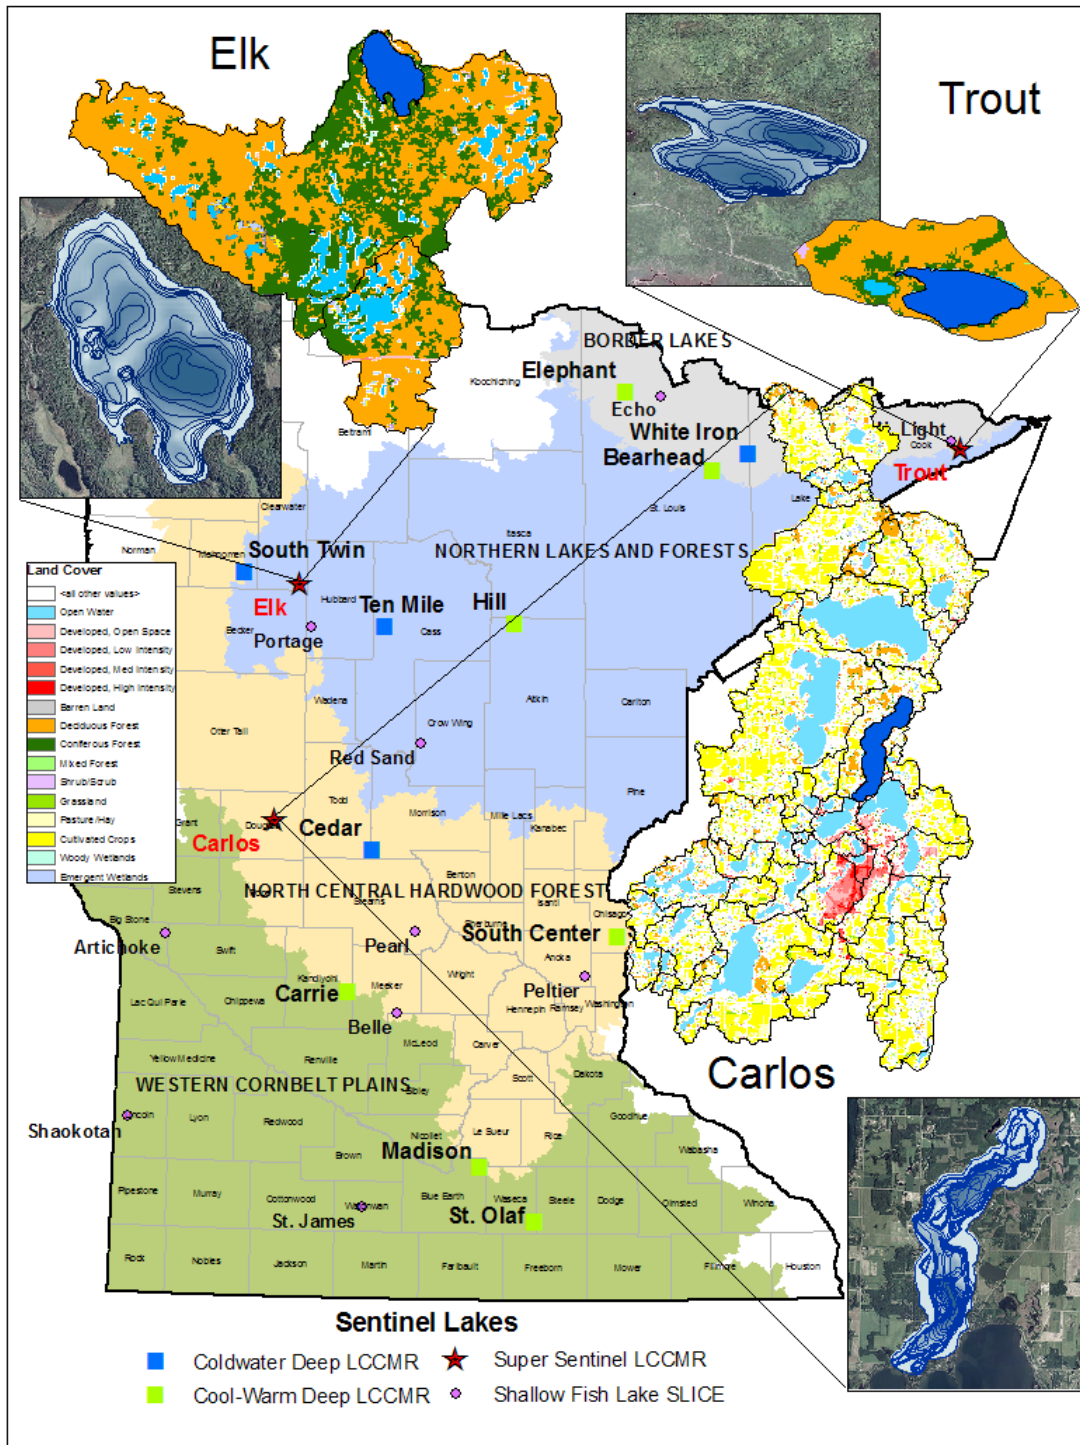 Elk
Trout
BORDER LAKES
Elephant
Koochiching
Echo
White Iron
Bearhead
Light
Cook
Trout
Beltrami
Clearwater
Lake
St. Louis
Itasca
Norman
Mahnomen
South Twin
NORTHERN LAKES AND FORESTS
Elk
Hubbard
Ten Mile
Hill
Cass
Becker
Portage
Land Cover
<all other values>
Open Water
Developed, Open Space
Developed, Low Intensity
Developed, Med Intensity
Developed, High Intensity
Barren Land
Deciduous Forest
Coniferous Forest
Mixed Forest
Shrub/Scrub
Grassland
Pasture/Hay
Cultivated Crops
Woody Wetlands
Emergent Wetlands
Wadena
Aitkin
Carlton
Otter Tail
Crow Wing
Red Sand
Pine
Todd
Morrison
Mille Lacs
Kanabec
Grant
Carlos
Cedar
NORTH CENTRAL HARDWOOD FOREST
Stevens
Benton
Stearns
Isanti
Big Stone
Sherburne
Chisago
Artichoke
Swift
Pearl
South Center
Anoka
Kandiyohi
Meeker
Wright
Lac Qui Parle
Chippewa
Carrie
Peltier
Washington
Hennepin
Ramsey
Belle
McLeod
Carver
Yellow Medicine
Renville
Scott
Dakota
Carlos
WESTERN CORNBELT PLAINS
Sibley
Lincoln
Lyon
Redwood
Shaokotan
Nicollet
Le Sueur
Rice
Goodhue
Wabasha
Brown
Madison
Pipestone
Murray
Cottonwood
Watonwan
Blue Earth
Waseca
Steele
Dodge
Olmsted
Winona
St. James
St. Olaf
Rock
Nobles
Jackson
Martin
Faribault
Freeborn
Mower
Fillmore
Houston
Sentinel Lakes
Coldwater Deep LCCMR
Super Sentinel LCCMR
Cool-Warm Deep LCCMR
Shallow Fish Lake SLICE